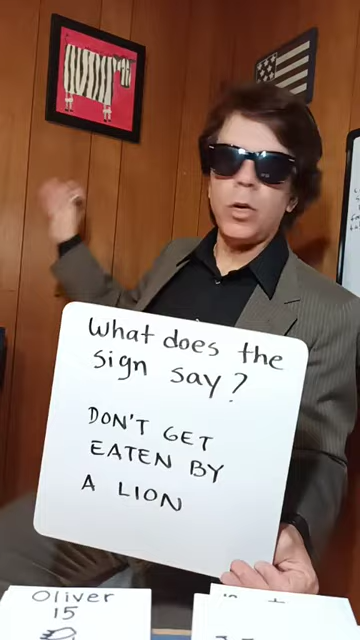 What does the
sign say?
DON'T GET
EATEN BY
A LION
Oliver
15